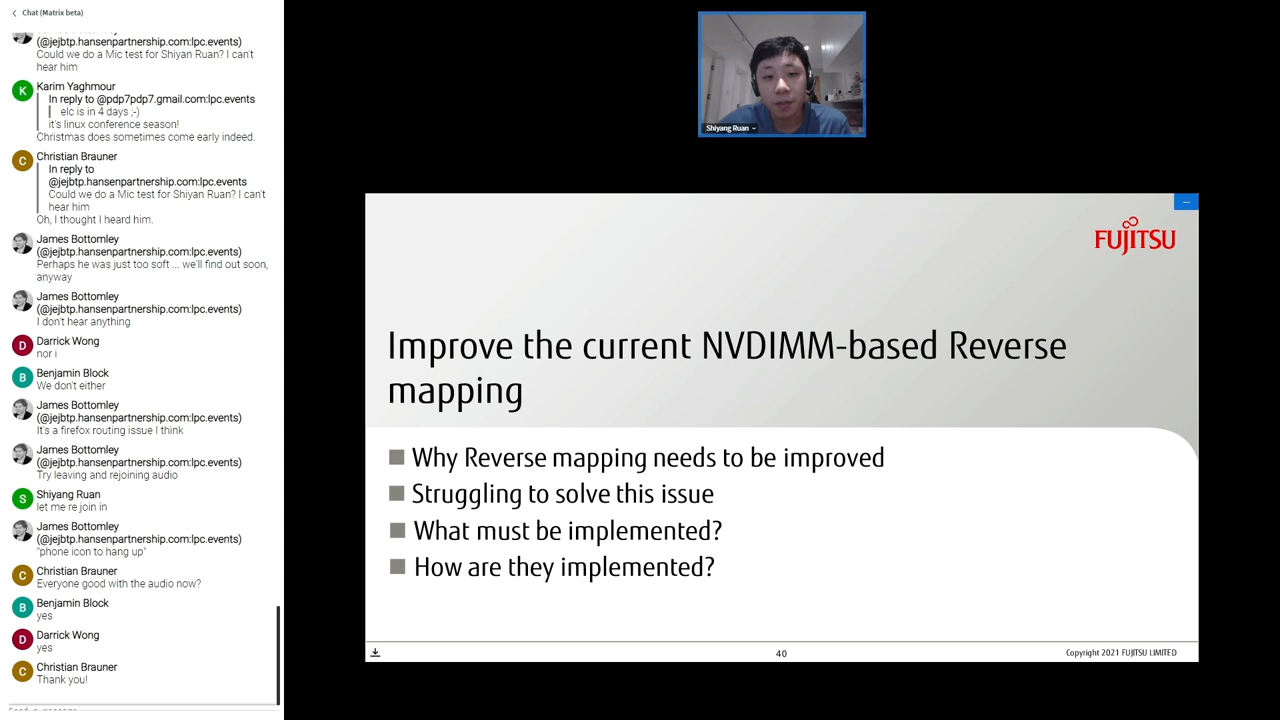 Chat (Matrix beta)
(@jejbtp.hansenpartnership.com:lpc.events)
Could we do a Mic test for Shiyan Ruan? I can't
hear him
K
Karim Yaghmour
In reply to @pdp7pdp7.gmail.com:lpc.events
elc is in 4 days ;-)
it's linux conference season!
Christmas does sometimes come early indeed.
C
Christian Brauner
In reply to
@jejbtp.hansenpartnership.com:lpc.events
Could we do a Mic test for Shiyan Ruan? I can't
hear him
Oh, I thought I heard him.
James Bottomley
(@jejbtp.hansenpartnership.com:lpc.events)
Perhaps he was just too soft ... we'll find out soon,
anyway
James Bottomley
(@jejbtp.hansenpartnership.com:lpc.events)
I don't hear anything
D
Darrick Wong
nor i
B
Benjamin Block
We don't either
James Bottomley
(@jejbtp.hansenpartnership.com:lpc.events)
It's a firefox routing issue I think
James Bottomley
(@jejbtp.hansenpartnership.com:lpc.events)
Try leaving and rejoining audio
S
Shiyang Ruan
let me re join in
James Bottomley
(@jejbtp.hansenpartnership.com:lpc.events)
"phone icon to hang up"
C
Christian Brauner
Everyone good with the audio now?
B
Benjamin Block
yes
D
Darrick Wong
yes
C
Christian Brauner
Thank you!
Shiyang Ruan
FUJITSU
Improve the current NVDIMM-based Reverse
mapping
Why Reverse mapping needs to be improved
Struggling to solve this issue
What must be implemented?
How are they implemented?
40
Copyright 2021 FUJITSU LIMITED